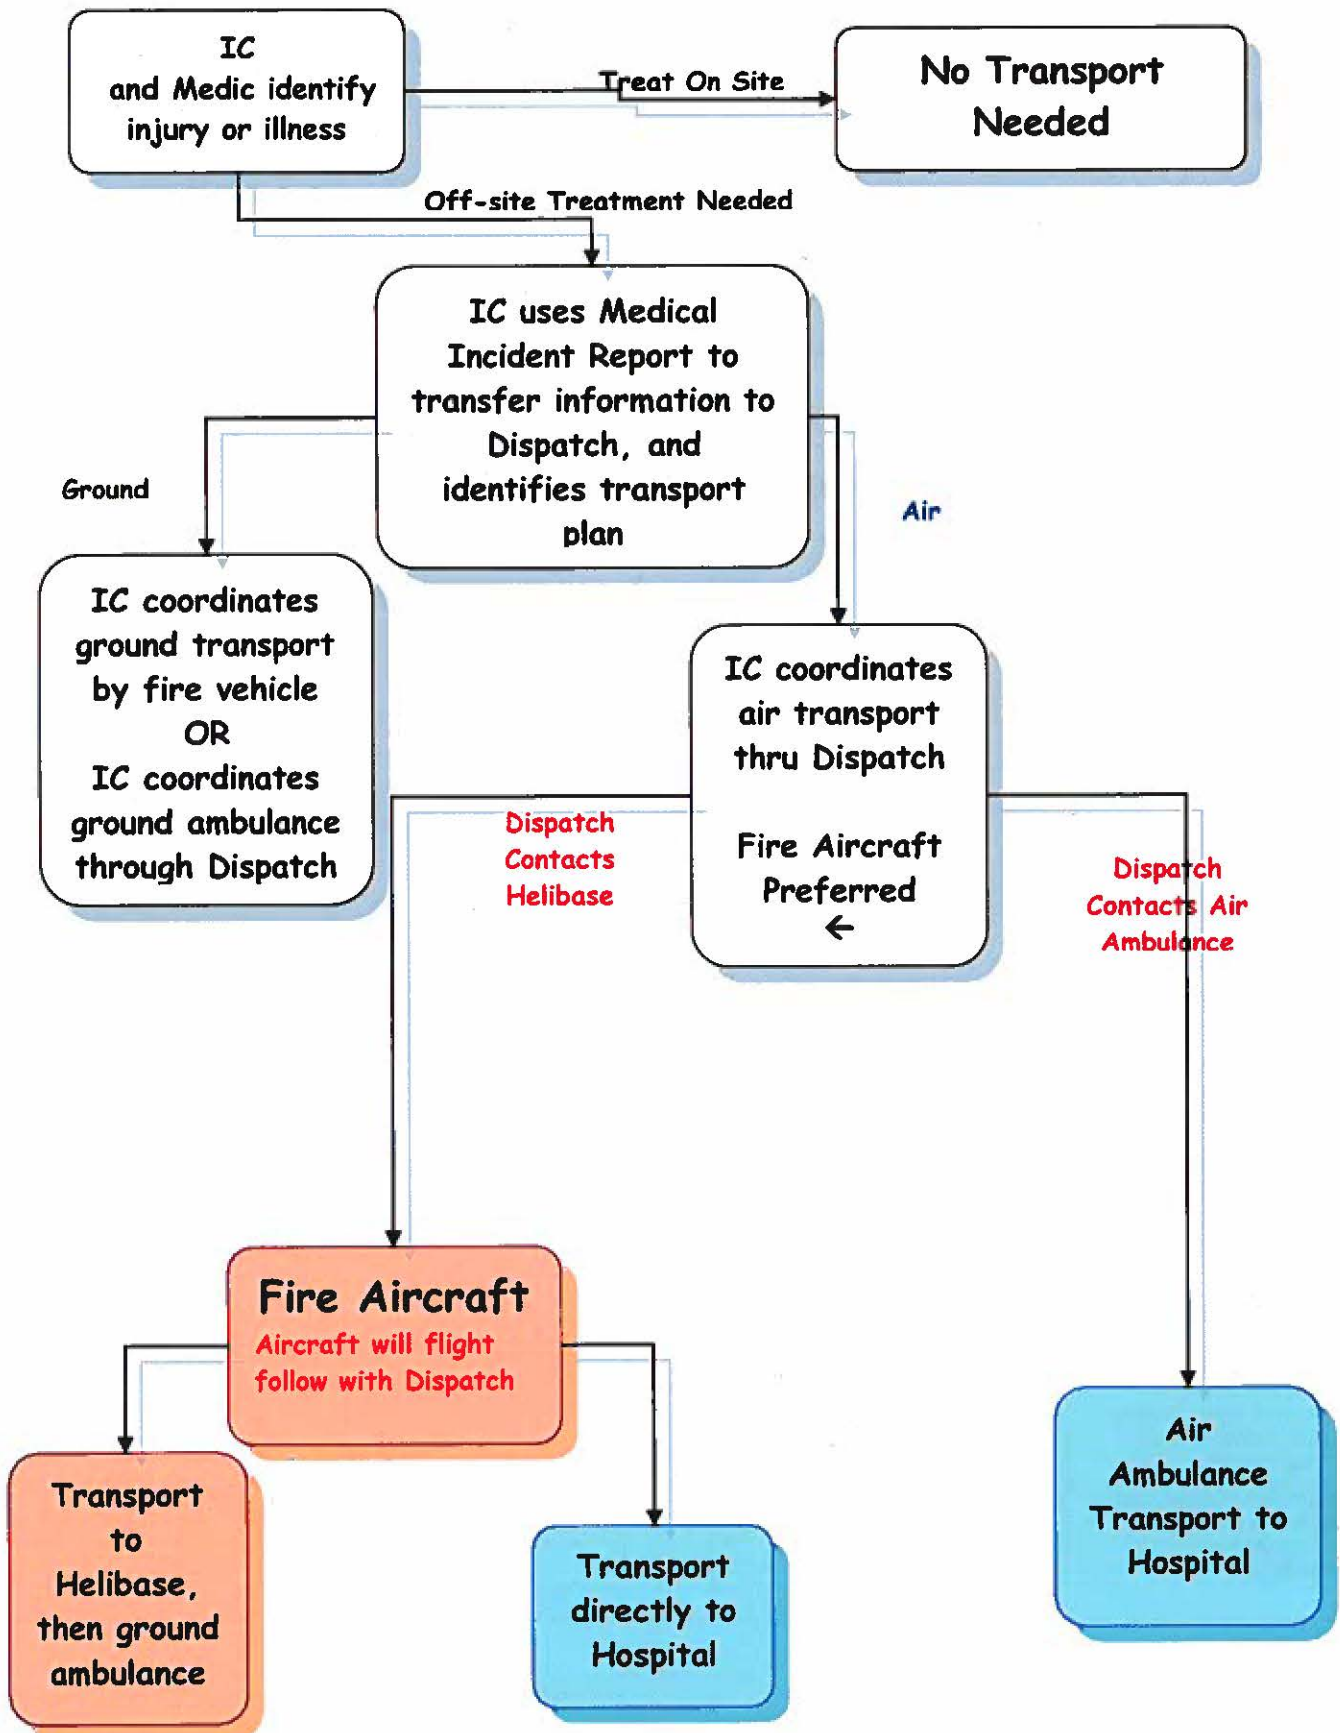 IC
and Medic identify
injury or illness
Treat On Site
No Transport
Needed
Off-site Treatment Needed
IC uses Medical
Incident Report to
transfer information to
Dispatch, and
identifies transport
plan
Ground
Air
IC coordinates
ground transport
by fire vehicle
OR
IC coordinates
ground ambulance
through Dispatch
IC coordinates
air transport
thru Dispatch
Fire Aircraft
Preferred
←
Dispatch
Contacts
Helibase
Dispatch
Contacts Air
Ambulance
Fire Aircraft
Aircraft will flight
follow with Dispatch
Transport
to
Helibase,
then ground
ambulance
Transport
directly to
Hospital
Air
Ambulance
Transport to
Hospital